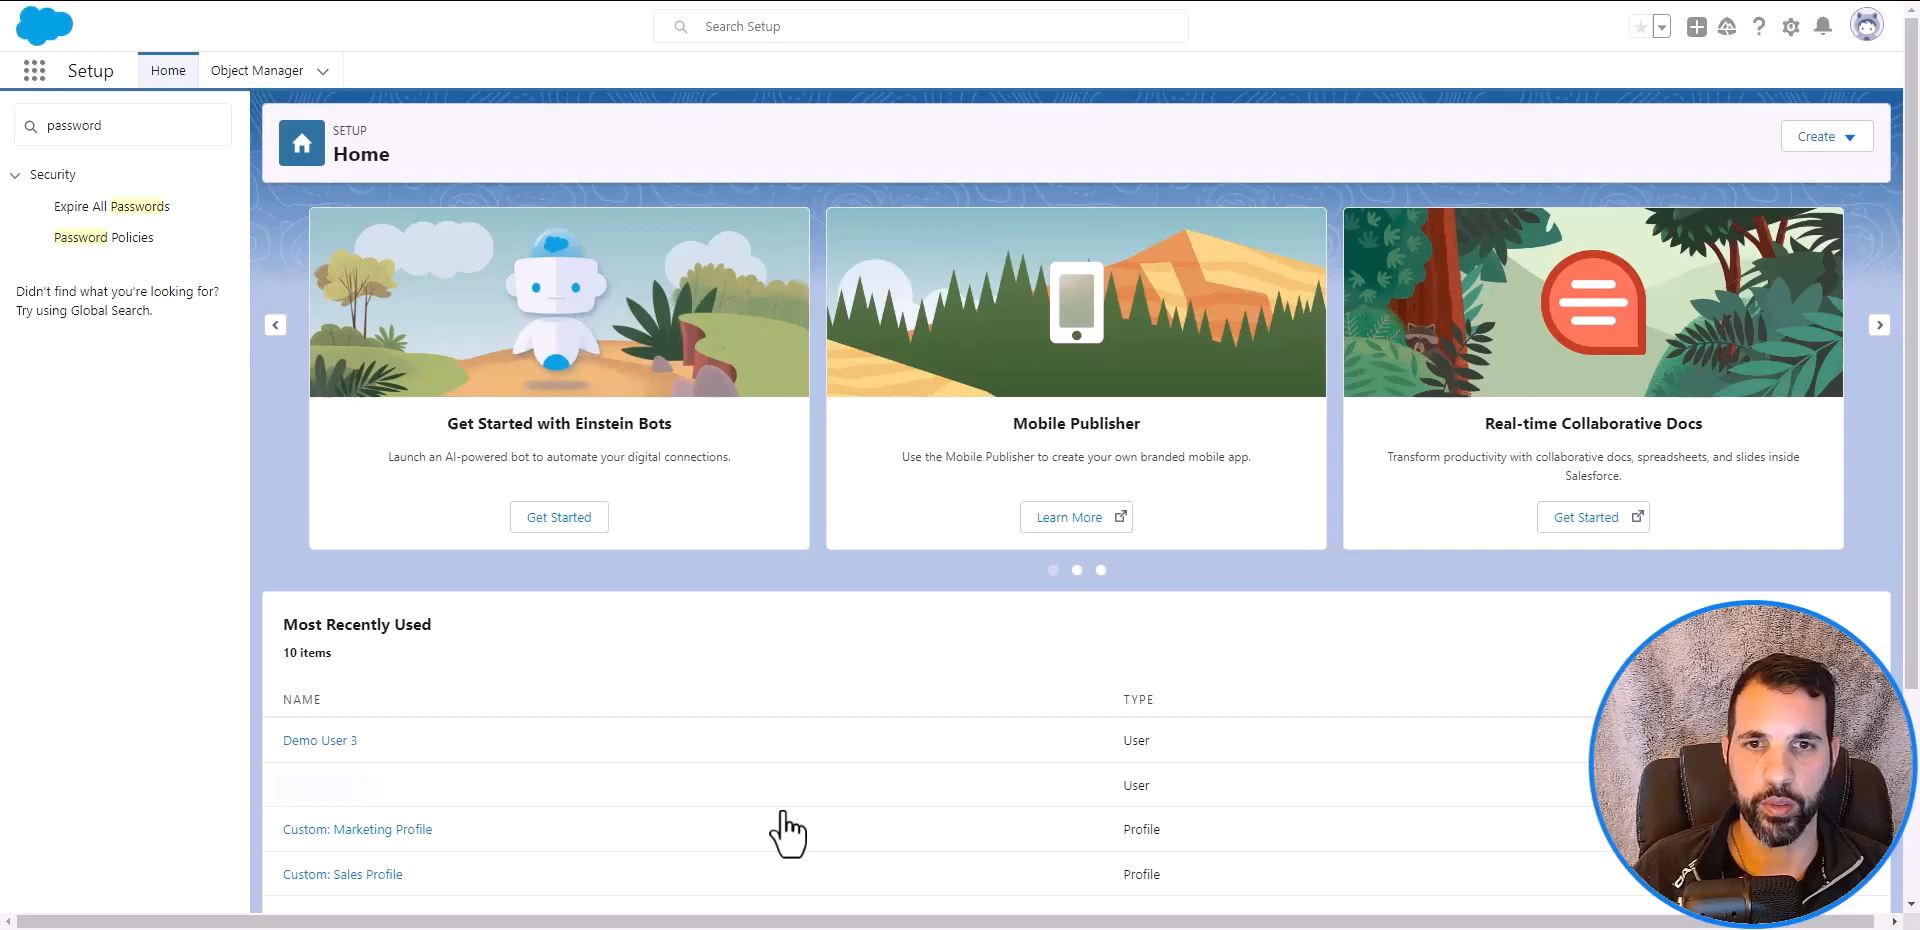 Search Setup
Setup
Home
Object Manager
password
Security
Expire All Passwords
Password Policies
Didn't find what you're looking for?
Try using Global Search.
SETUP
Home
Create
Get Started with Einstein Bots
Launch an AI-powered bot to automate your digital connections.
Get Started
Mobile Publisher
Use the Mobile Publisher to create your own branded mobile app.
Learn More
Real-time Collaborative Docs
Transform productivity with collaborative docs, spreadsheets, and slides inside
Salesforce.
Get Started
Most Recently Used
10 items
NAME
TYPE
Demo User 3
User
User
Custom: Marketing Profile
Profile
Custom: Sales Profile
Profile